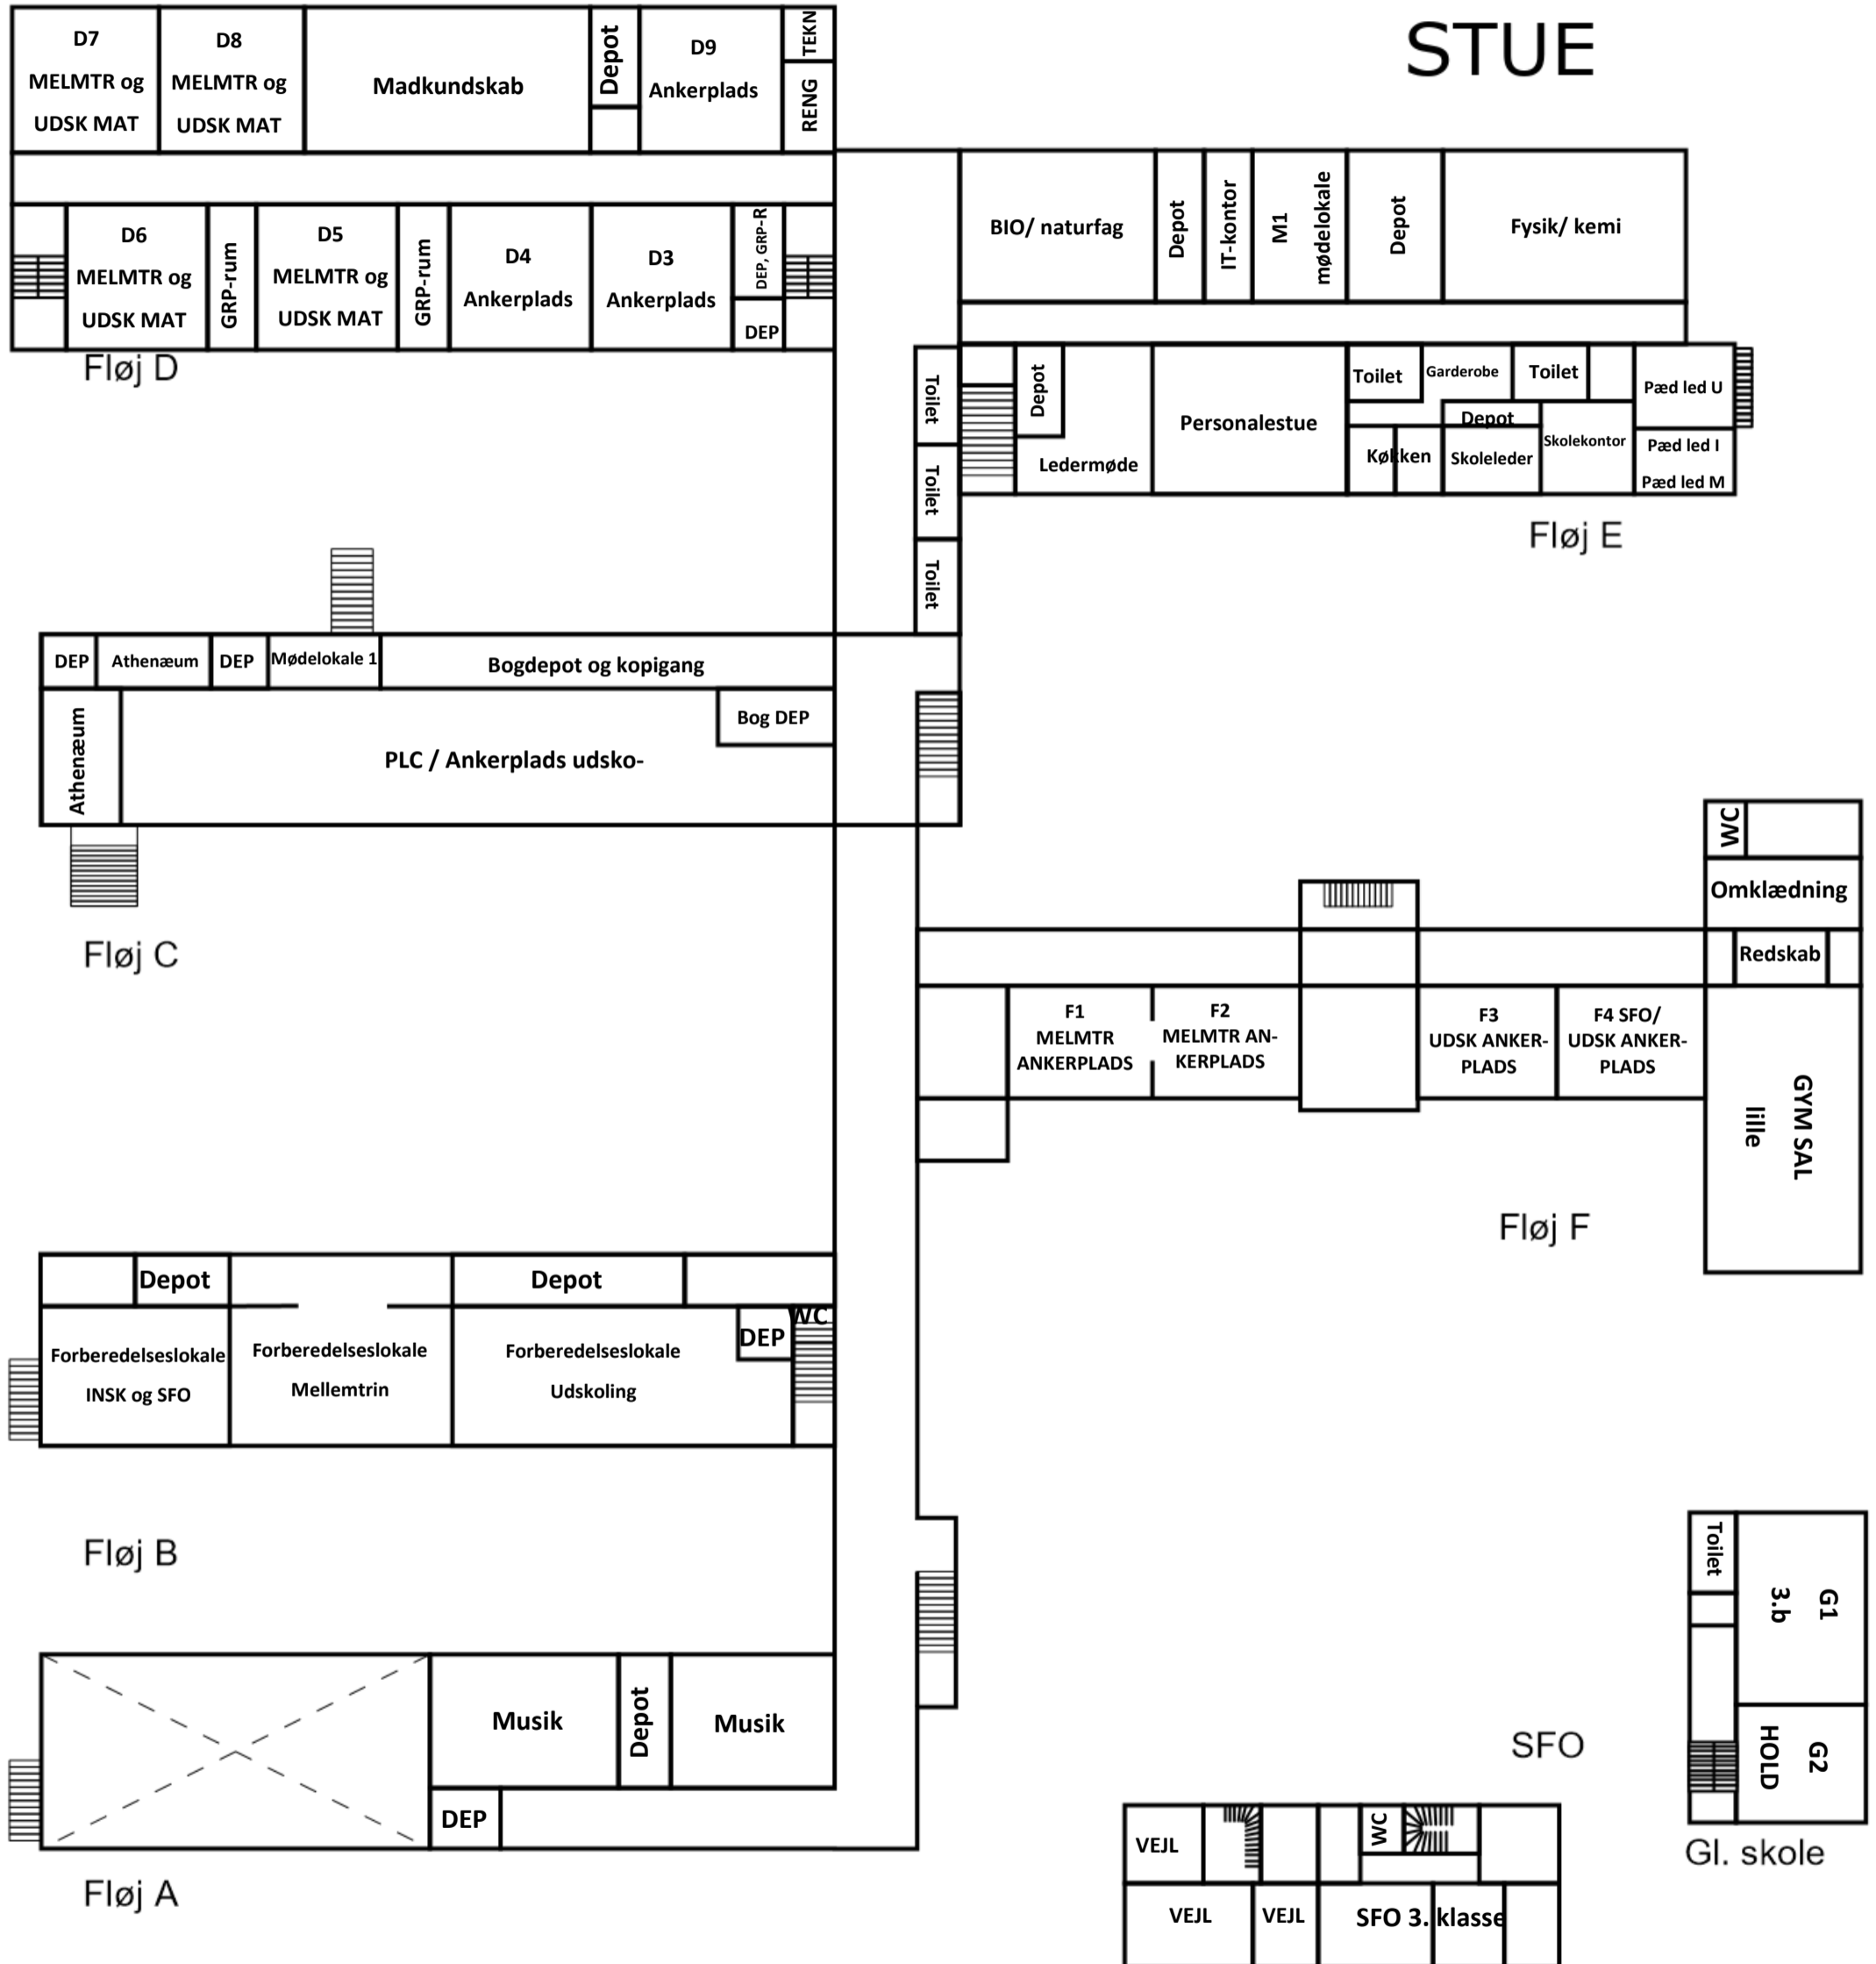 STUE
D7
MELMTR og
UDSK MAT
D8
MELMTR og
UDSK MAT
Madkundskab
Depot
D9
Ankerplads
TEKN
RENG
D6
MELMTR og
UDSK MAT
GRP-rum
D5
MELMTR og
UDSK MAT
GRP-rum
D4
Ankerplads
D3
Ankerplads
DEP, GRP-R
DEP
Fløj D
BIO/ naturfag
Depot
IT-kontor
M1
mødelokale
Depot
Fysik/ kemi
Toilet
Toilet
Toilet
Depot
Ledermøde
Personalestue
Toilet
Garderobe
Toilet
Køkken
Depot
Skoleleder
Skolekontor
Pæd led U
Pæd led I
Pæd led M
Fløj E
DEP
Athenæum
DEP
Mødelokale 1
Bogdepot og kopigang
Athenæum
PLC / Ankerplads udsko-
Bog DEP
Fløj C
WC
Omklædning
Redskab
F1
MELMTR
ANKERPLADS
F2
MELMTR AN-
KERPLADS
F3
UDSK ANKER-
PLADS
F4 SFO/
UDSK ANKER-
PLADS
GYM SAL
lille
Fløj F
Depot
Depot
WC
DEP
Forberedelseslokale
INSK og SFO
Forberedelseslokale
Mellemtrin
Forberedelseslokale
Udskoling
Fløj B
Musik
Depot
Musik
DEP
Fløj A
Toilet
G1
3.b
G2
HOLD
Gl. skole
SFO
VEJL
WC
VEJL
VEJL
SFO 3. klasse